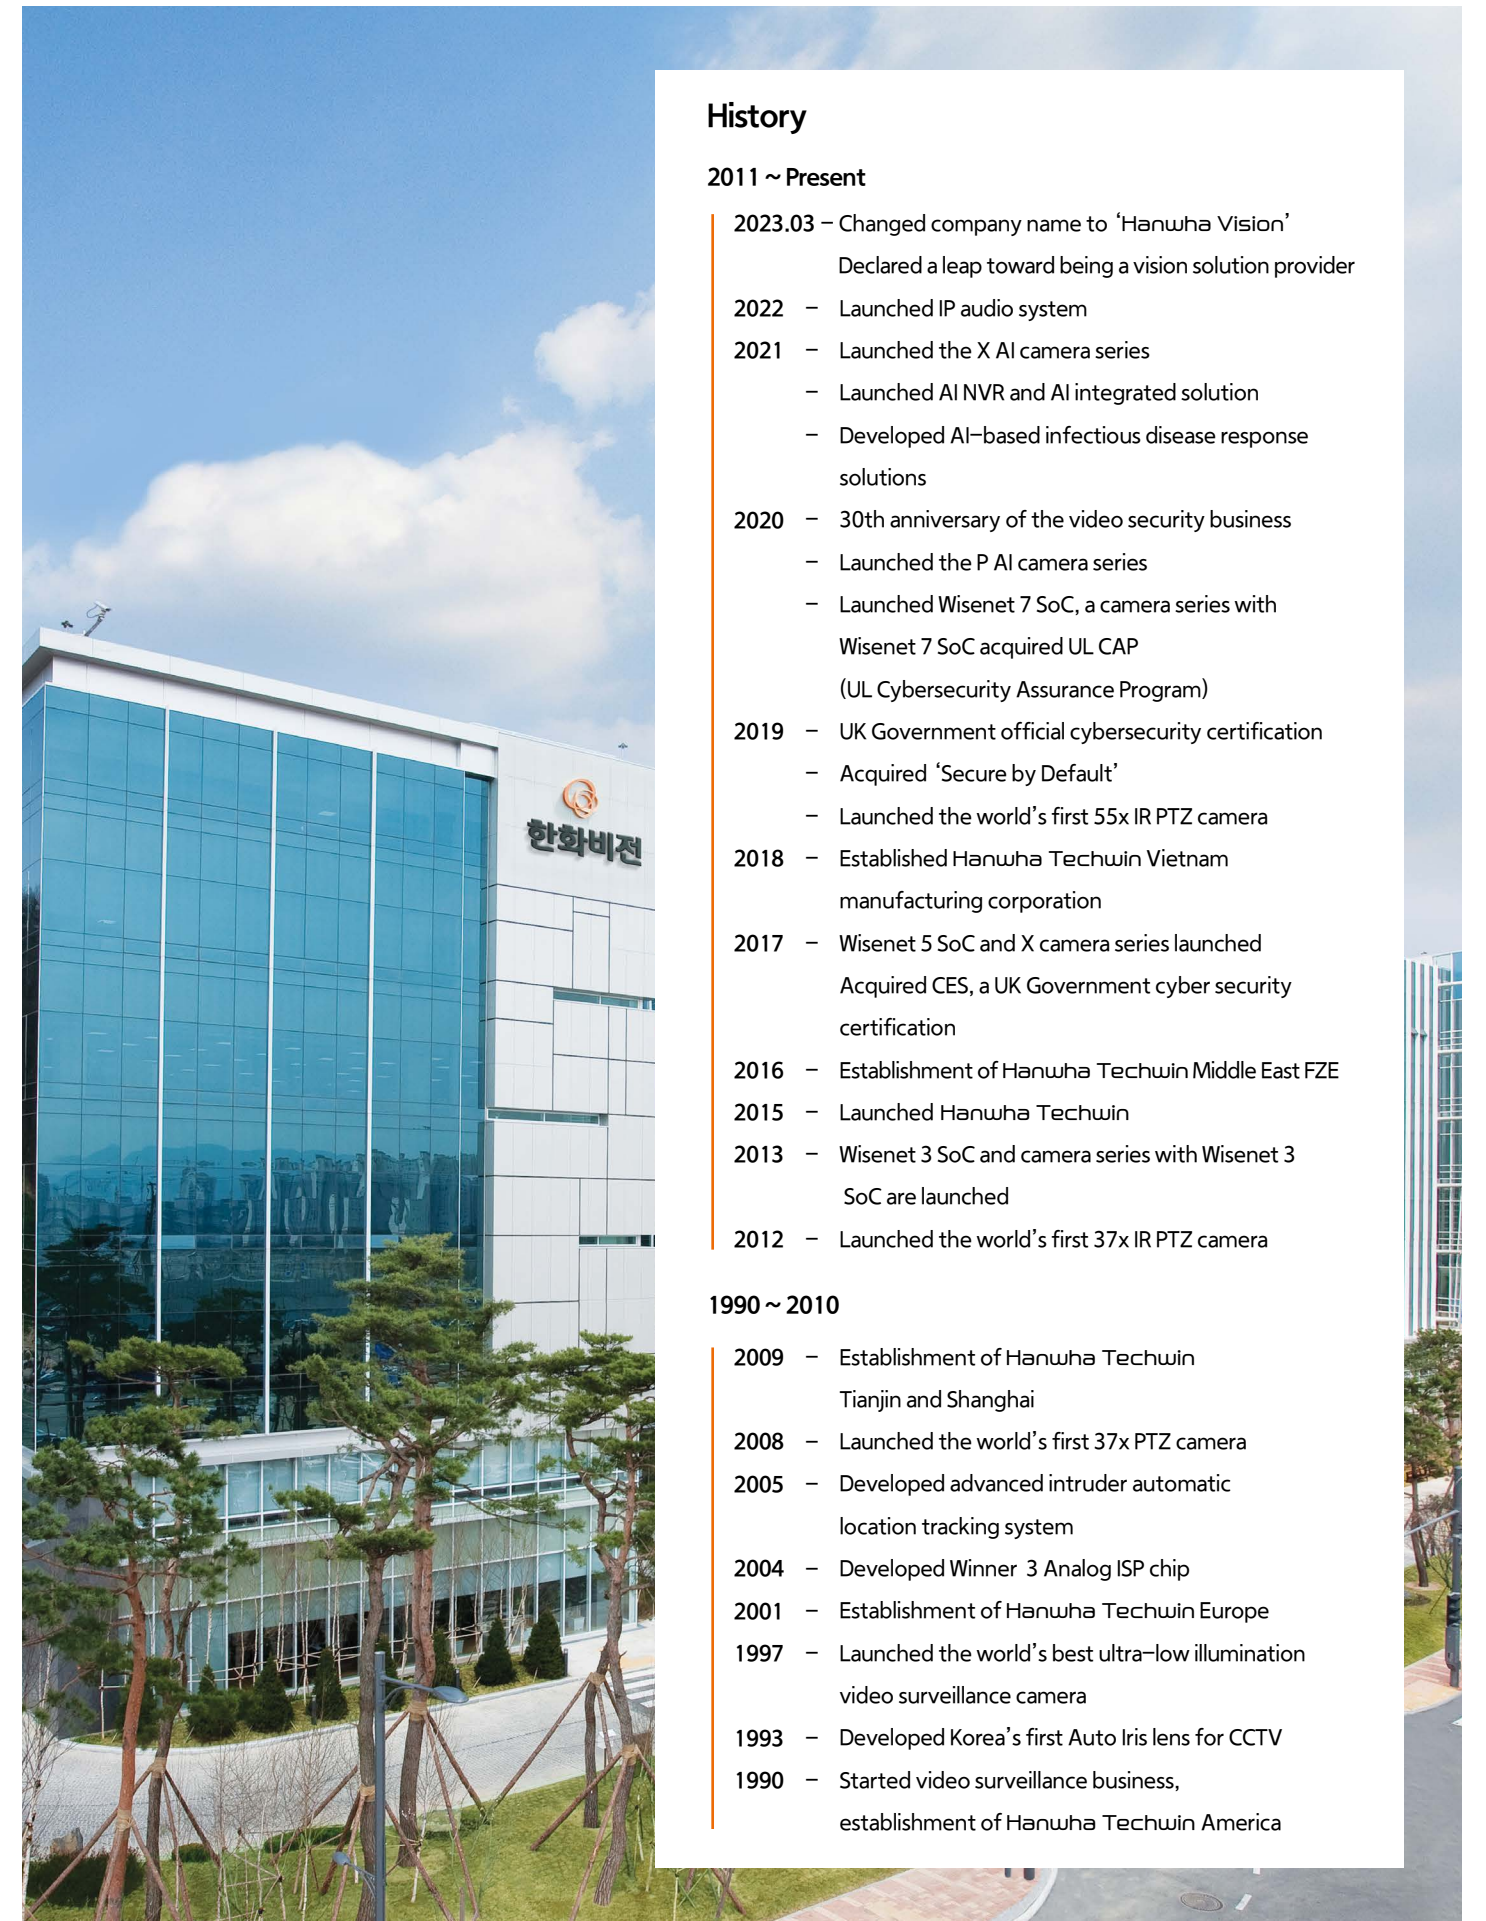 한화비전
History
2011 ~ Present
2023.03 - Changed company name to ‘Hanwha Vision’
Declared a leap toward being a vision solution provider
2022 - Launched IP audio system
2021 - Launched the X AI camera series
- Launched AI NVR and AI integrated solution
- Developed AI-based infectious disease response
solutions
2020 - 30th anniversary of the video security business
- Launched the P AI camera series
- Launched Wisenet 7 SoC, a camera series with
Wisenet 7 SoC acquired UL CAP
(UL Cybersecurity Assurance Program)
2019 - UK Government official cybersecurity certification
- Acquired ‘Secure by Default’
- Launched the world’s first 55x IR PTZ camera
2018 - Established Hanwha Techwin Vietnam
manufacturing corporation
2017 - Wisenet 5 SoC and X camera series launched
Acquired CES, a UK Government cyber security
certification
2016 - Establishment of Hanwha Techwin Middle East FZE
2015 - Launched Hanwha Techwin
2013 - Wisenet 3 SoC and camera series with Wisenet 3
SoC are launched
2012 - Launched the world’s first 37x IR PTZ camera
1990 ~ 2010
2009 - Establishment of Hanwha Techwin
Tianjin and Shanghai
2008 - Launched the world’s first 37x PTZ camera
2005 - Developed advanced intruder automatic
location tracking system
2004 - Developed Winner 3 Analog ISP chip
2001 - Establishment of Hanwha Techwin Europe
1997 - Launched the world’s best ultra-low illumination
video surveillance camera
1993 - Developed Korea’s first Auto Iris lens for CCTV
1990 - Started video surveillance business,
establishment of Hanwha Techwin America